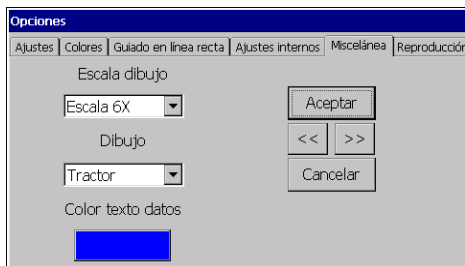 Opciones
Ajustes Colores Guiado en línea recta Ajustes internos Miscelánea Reproducción
Escala dibujo
Escala 6X
Aceptar
Dibujo
<< >>
Tractor
Cancelar
Color texto datos